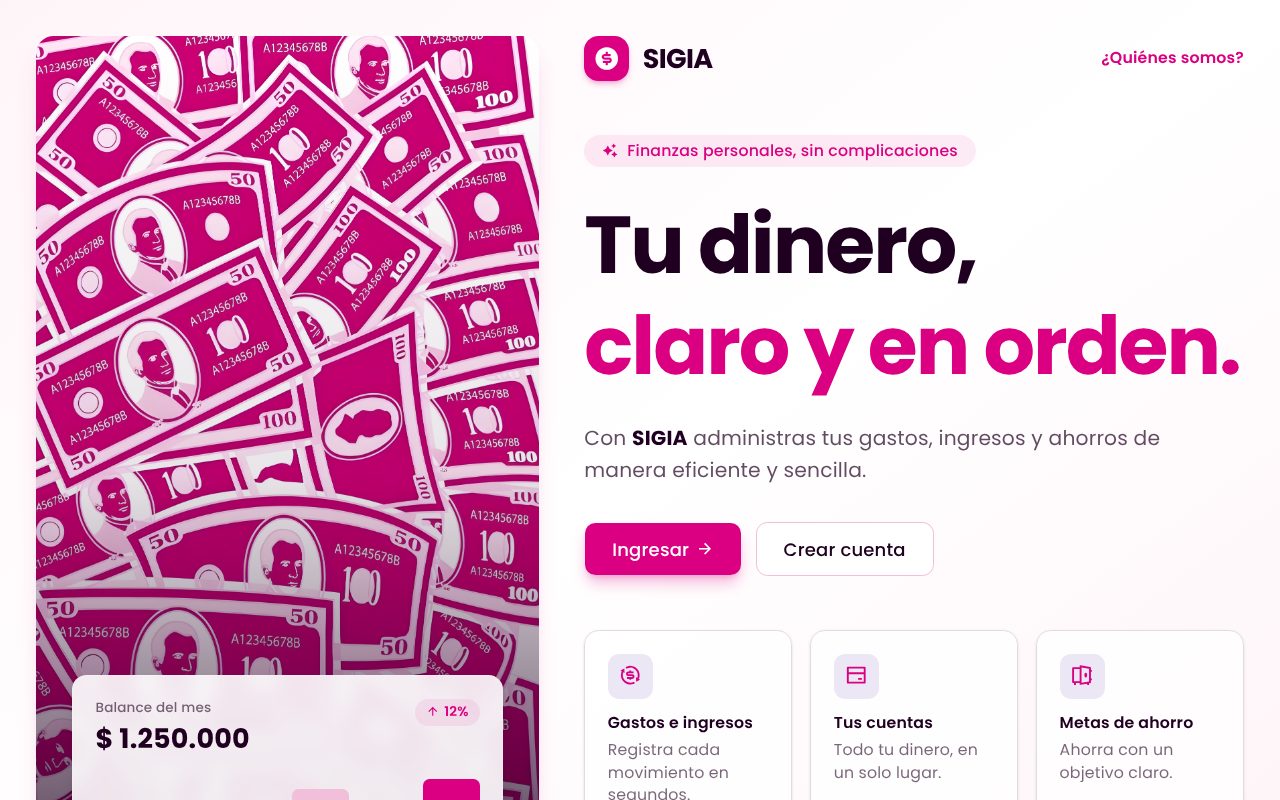 SIGIA
¿Quiénes somos?
Finanzas personales, sin complicaciones
Tu dinero,
claro y en orden.
Con SIGIA administras tus gastos, ingresos y ahorros de
manera eficiente y sencilla.
Ingresar →
Crear cuenta
Gastos e ingresos
Registra cada
movimiento en
segundos.
Tus cuentas
Todo tu dinero, en
un solo lugar.
Metas de ahorro
Ahorra con un
objetivo claro.
Balance del mes
↑ 12%
$ 1.250.000
50
100
A12345678B